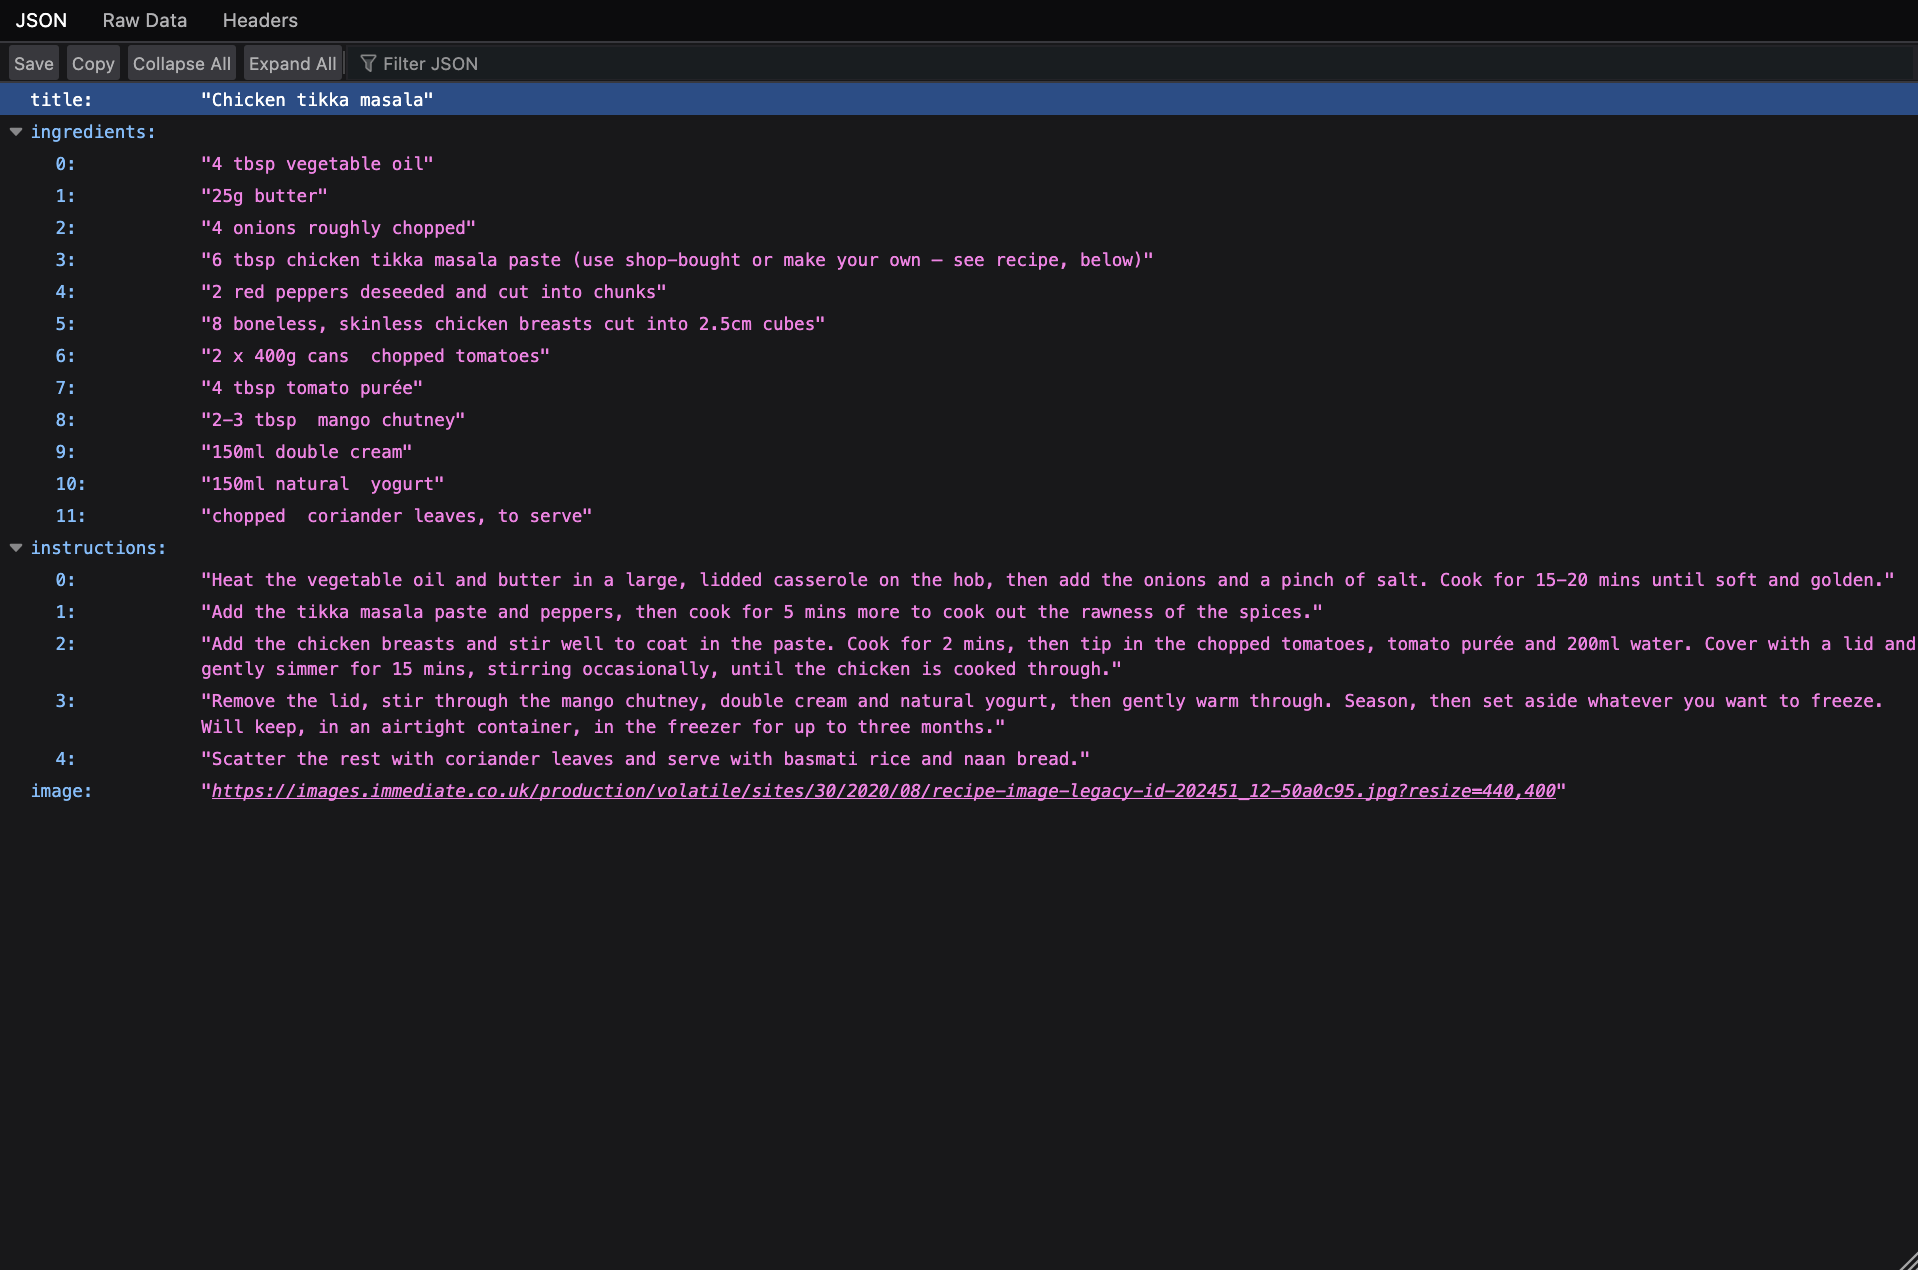 JSON Raw Data Headers
Save Copy Collapse All Expand All Filter JSON
title: "Chicken tikka masala"
ingredients:
0: "4 tbsp vegetable oil"
1: "25g butter"
2: "4 onions roughly chopped"
3: "6 tbsp chicken tikka masala paste (use shop-bought or make your own – see recipe, below)"
4: "2 red peppers deseeded and cut into chunks"
5: "8 boneless, skinless chicken breasts cut into 2.5cm cubes"
6: "2 x 400g cans  chopped tomatoes"
7: "4 tbsp tomato purée"
8: "2-3 tbsp  mango chutney"
9: "150ml double cream"
10: "150ml natural  yogurt"
11: "chopped  coriander leaves, to serve"
instructions:
0: "Heat the vegetable oil and butter in a large, lidded casserole on the hob, then add the onions and a pinch of salt. Cook for 15-20 mins until soft and golden."
1: "Add the tikka masala paste and peppers, then cook for 5 mins more to cook out the rawness of the spices."
2: "Add the chicken breasts and stir well to coat in the paste. Cook for 2 mins, then tip in the chopped tomatoes, tomato purée and 200ml water. Cover with a lid and
gently simmer for 15 mins, stirring occasionally, until the chicken is cooked through."
3: "Remove the lid, stir through the mango chutney, double cream and natural yogurt, then gently warm through. Season, then set aside whatever you want to freeze.
Will keep, in an airtight container, in the freezer for up to three months."
4: "Scatter the rest with coriander leaves and serve with basmati rice and naan bread."
image: "https://images.immediate.co.uk/production/volatile/sites/30/2020/08/recipe-image-legacy-id-202451_12-50a0c95.jpg?resize=440,400"